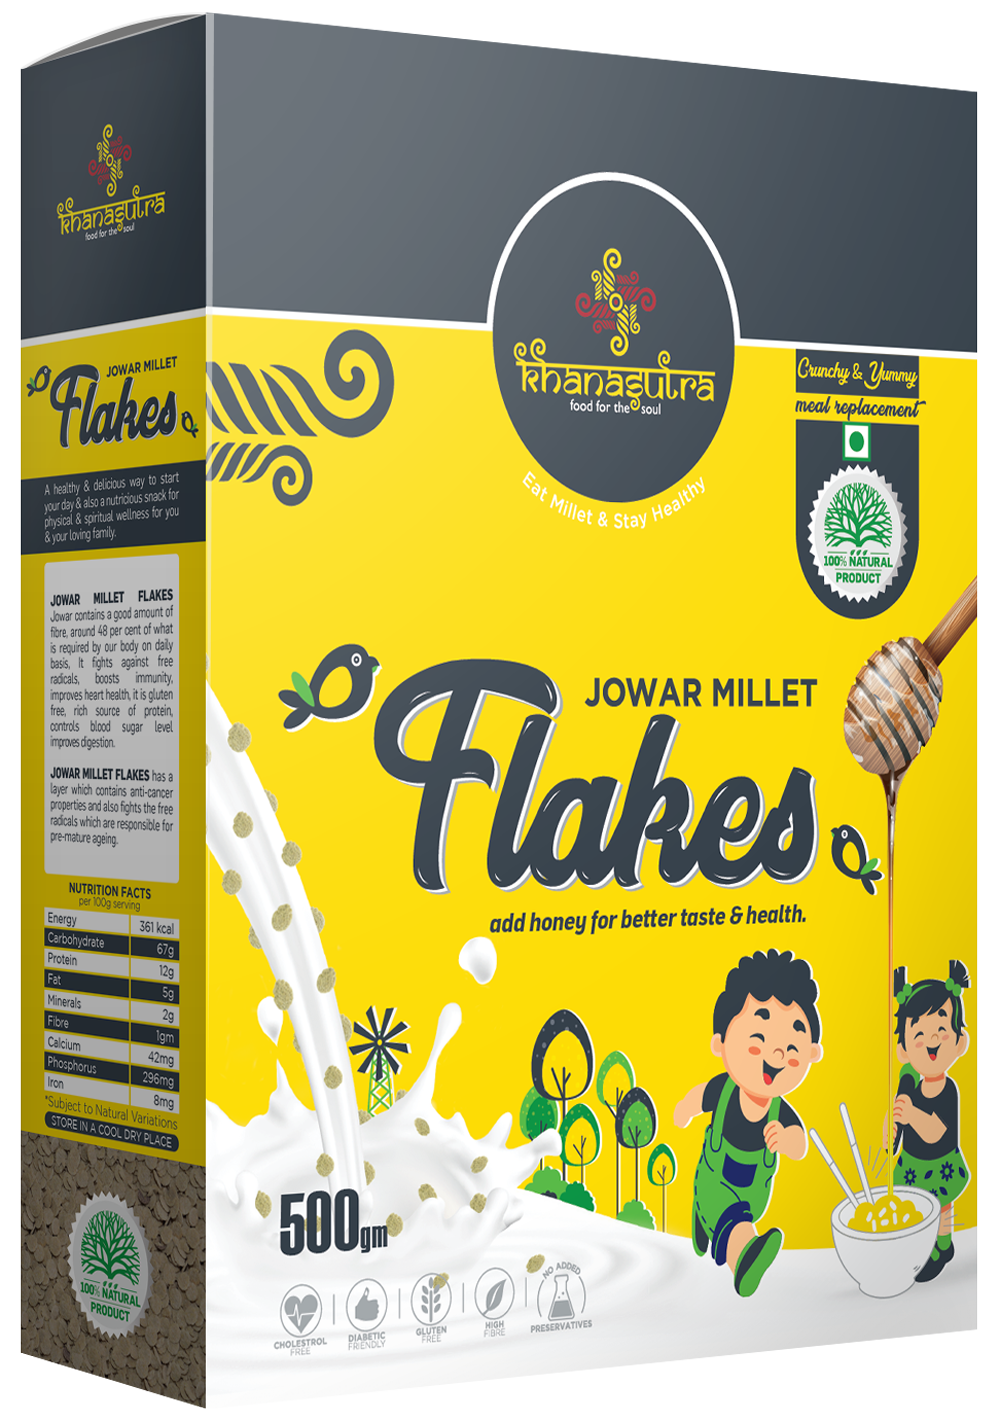 khanasutra
food for the soul
JOWAR MILLET
Flakes
A healthy & delicious way to start
your day & also a nutricious snack for
physical & spiritual wellness for you
& your loving family.
JOWAR MILLET FLAKES
Jowar contains a good amount of
fibre, around 48 per cent of what
is required by our body on daily
basis, It fights against free
radicals, boosts immunity,
improves heart health, it is gluten
free, rich source of protein,
controls blood sugar level
improves digestion.
JOWAR MILLET FLAKES has a
layer which contains anti-cancer
properties and also fights the free
radicals which are responsible for
pre-mature ageing.
NUTRITION FACTS
per 100g serving
Energy 361 kcal
Carbohydrate 67g
Protein 12g
Fat 5g
Minerals 2g
Fibre 1gm
Calcium 42mg
Phosphorus 296mg
Iron 8mg
*Subject to Natural Variations
STORE IN A COOL DRY PLACE
100% NATURAL
PRODUCT
khanasutra
food for the soul
Eat Millet & Stay Healthy
Crunchy & Yummy
meal replacement
100% NATURAL
PRODUCT
JOWAR MILLET
Flakes
add honey for better taste & health.
500gm
CHOLESTROL
FREE
DIABETIC
FRIENDLY
GLUTEN
FREE
HIGH
FIBRE
NO ADDED
PRESERVATIVES